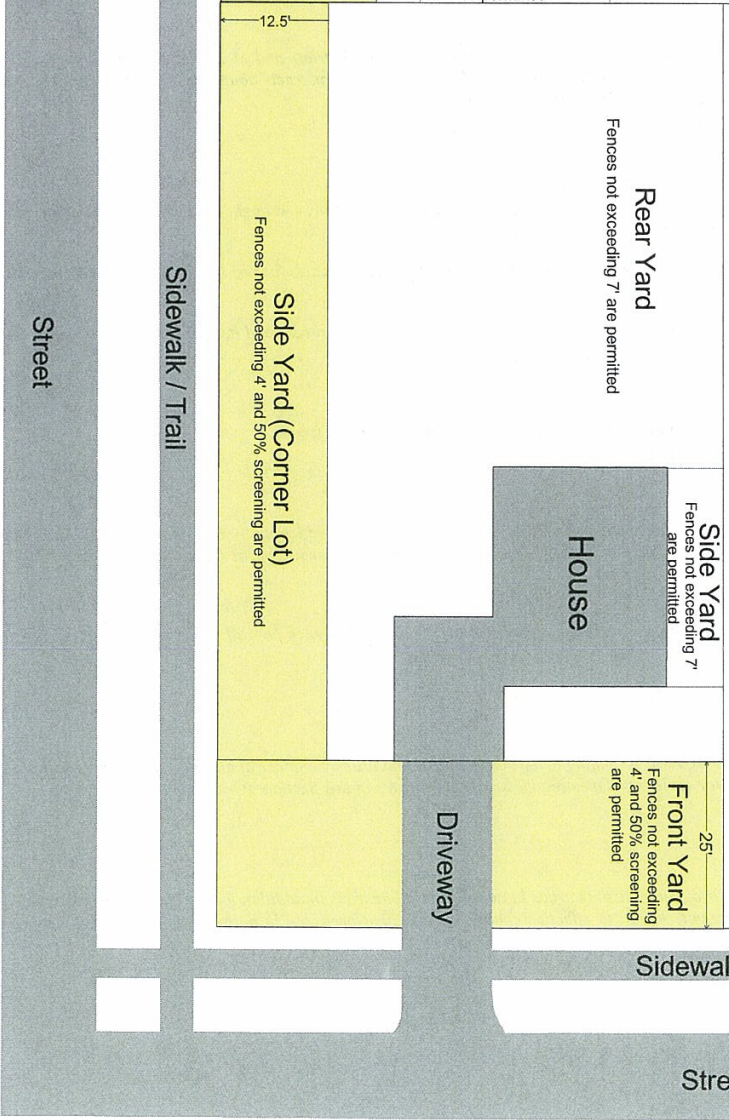 12.5'
Rear Yard
Fences not exceeding 7' are permitted
Side Yard (Corner Lot)
Fences not exceeding 4' and 50% screening are permitted
Sidewalk / Trail
Street
House
Side Yard
Fences not exceeding 7'
are permitted
25'
Front Yard
Fences not exceeding
4' and 50% screening
are permitted
Driveway
Sidewal
Stre